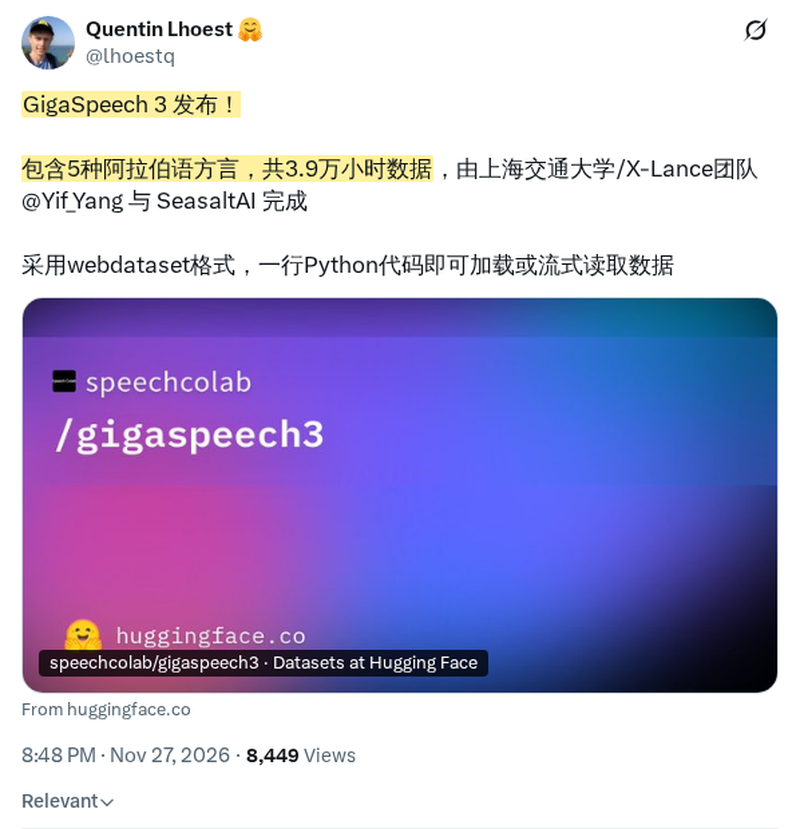 Quentin Lhoest 🤗
@lhoestq
GigaSpeech 3 发布！
包含5种阿拉伯语方言，共3.9万小时数据，由上海交通大学/X-Lance团队
@Yif_Yang 与 SeasaltAI 完成
采用webdataset格式，一行Python代码即可加载或流式读取数据
speechcolab
/gigaspeech3
huggingface.co
speechcolab/gigaspeech3 · Datasets at Hugging Face
From huggingface.co
8:48 PM · Nov 27, 2026 · 8,449 Views
Relevant